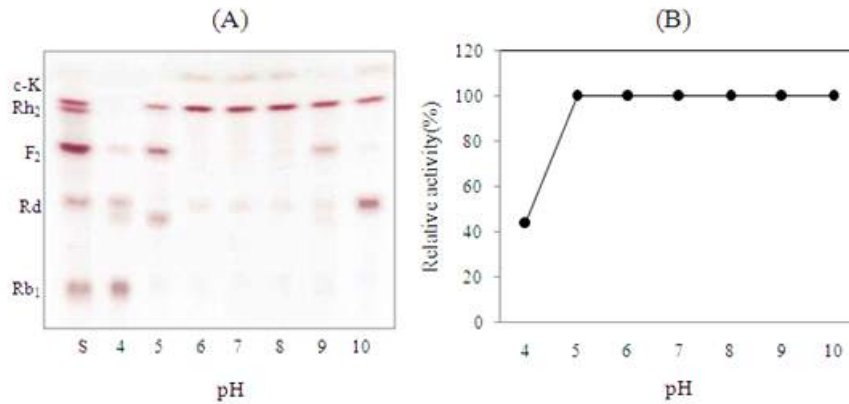 (A)
c-K
Rh2
F2
Rd
Rb1
S 4 5 6 7 8 9 10
pH
(B)
Relative activity(%)
120
100
80
60
40
20
0
4 5 6 7 8 9 10
pH